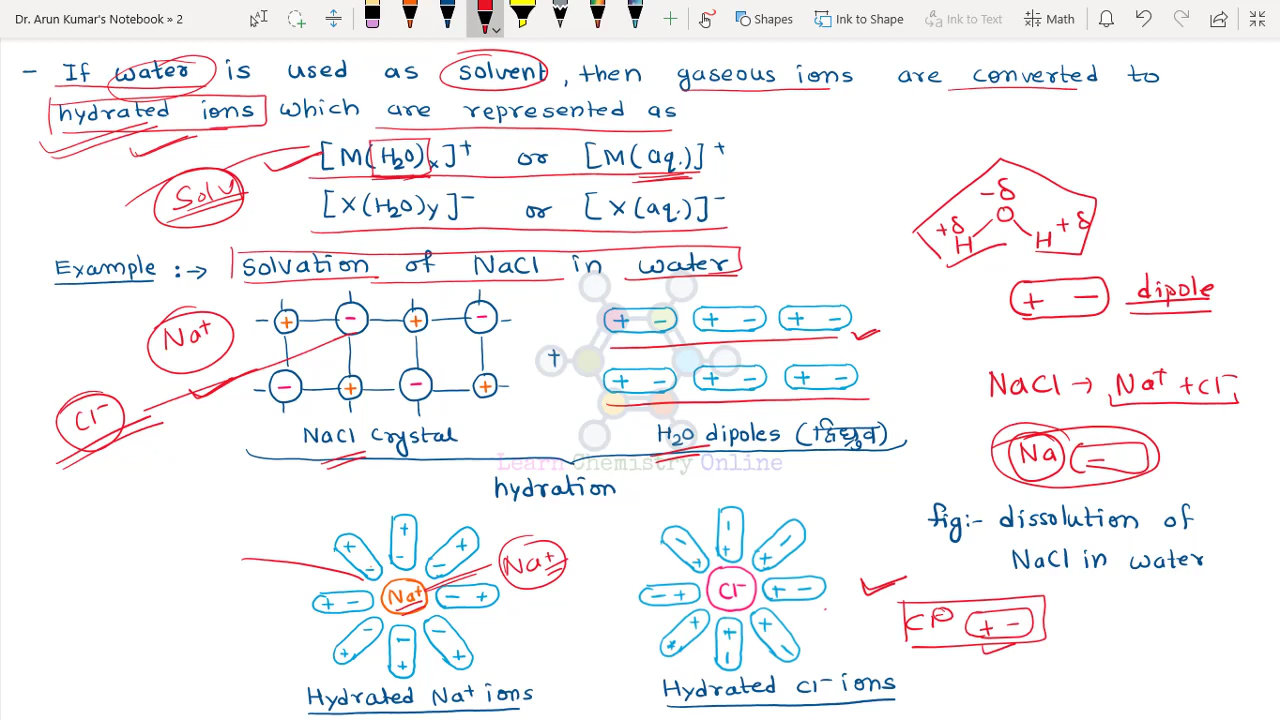 Dr. Arun Kumar's Notebook » 2
Shapes
Ink to Shape
Ink to Text
Math
- If water is used as solvent, then gaseous ions are converted to
hydrated ions which are represented as
[M(H₂O)ₓ]⁺ or [M(aq.)]⁺
Solv
[X(H₂O)y]⁻ or [X(aq.)]⁻
-δ
O
+δ +δ
H H
Example :→ Solvation of NaCl in water
+ - dipole
Na⁺
+ - + -
- + - +
+
+ - + - + -
+ - + - + -
Cl⁻
NaCl → Na⁺ + Cl⁻
NaCl Crystal
H₂O dipoles (द्विध्रुव)
Na -
Learn Chemistry Online
hydration
fig:- dissolution of
NaCl in water
Na⁺
Na⁺
Cl⁻
Cl⊖ + -
Hydrated Na⁺ ions
Hydrated Cl⁻ ions